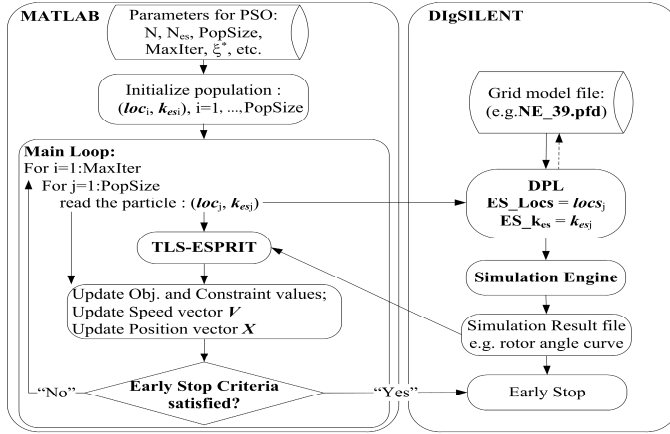 MATLAB
Parameters for PSO:
N, Nes, PopSize,
MaxIter, ξ*, etc.
Initialize population :
(loci, kesi), i=1, ...,PopSize
Main Loop:
For i=1:MaxIter
For j=1:PopSize
read the particle : (locj, kesj)
TLS-ESPRIT
Update Obj. and Constraint values;
Update Speed vector V
Update Position vector X
Early Stop Criteria
satisfied?
“No”
“Yes”
DIgSILENT
Grid model file:
(e.g.NE_39.pfd)
DPL
ES_Locs = locsj
ES_kes = kesj
Simulation Engine
Simulation Result file
e.g. rotor angle curve
Early Stop